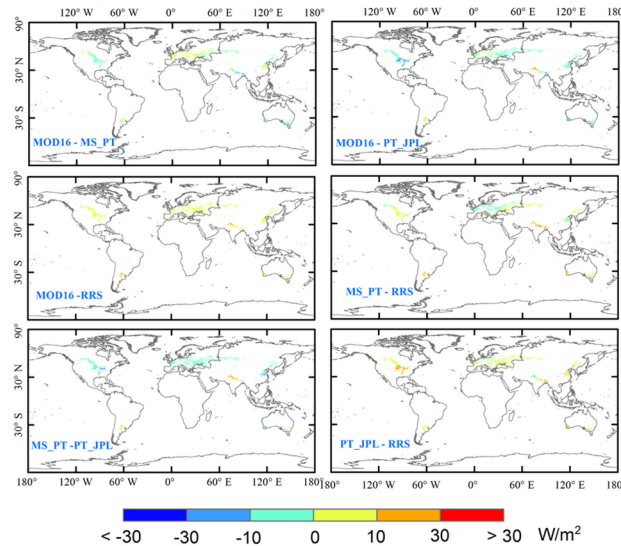 120° W 60° W 0° 60° E 120° E 180° 120° W 60° W 0° 60° E 120° E 180°
90°
30° N
30° S
MOD16 - MS_PT
MOD16 - PT_JPL
90°
30° N
30° S
MOD16 -RRS
MS_PT - RRS
90°
30° N
30° S
MS_PT -PT_JPL
PT_JPL - RRS
180° 120° W 60° W 0° 60° E 120° E 180° 120° W 60° W 0° 60° E 120° E 180°
< -30 -30 -10 0 10 30 > 30 W/m²